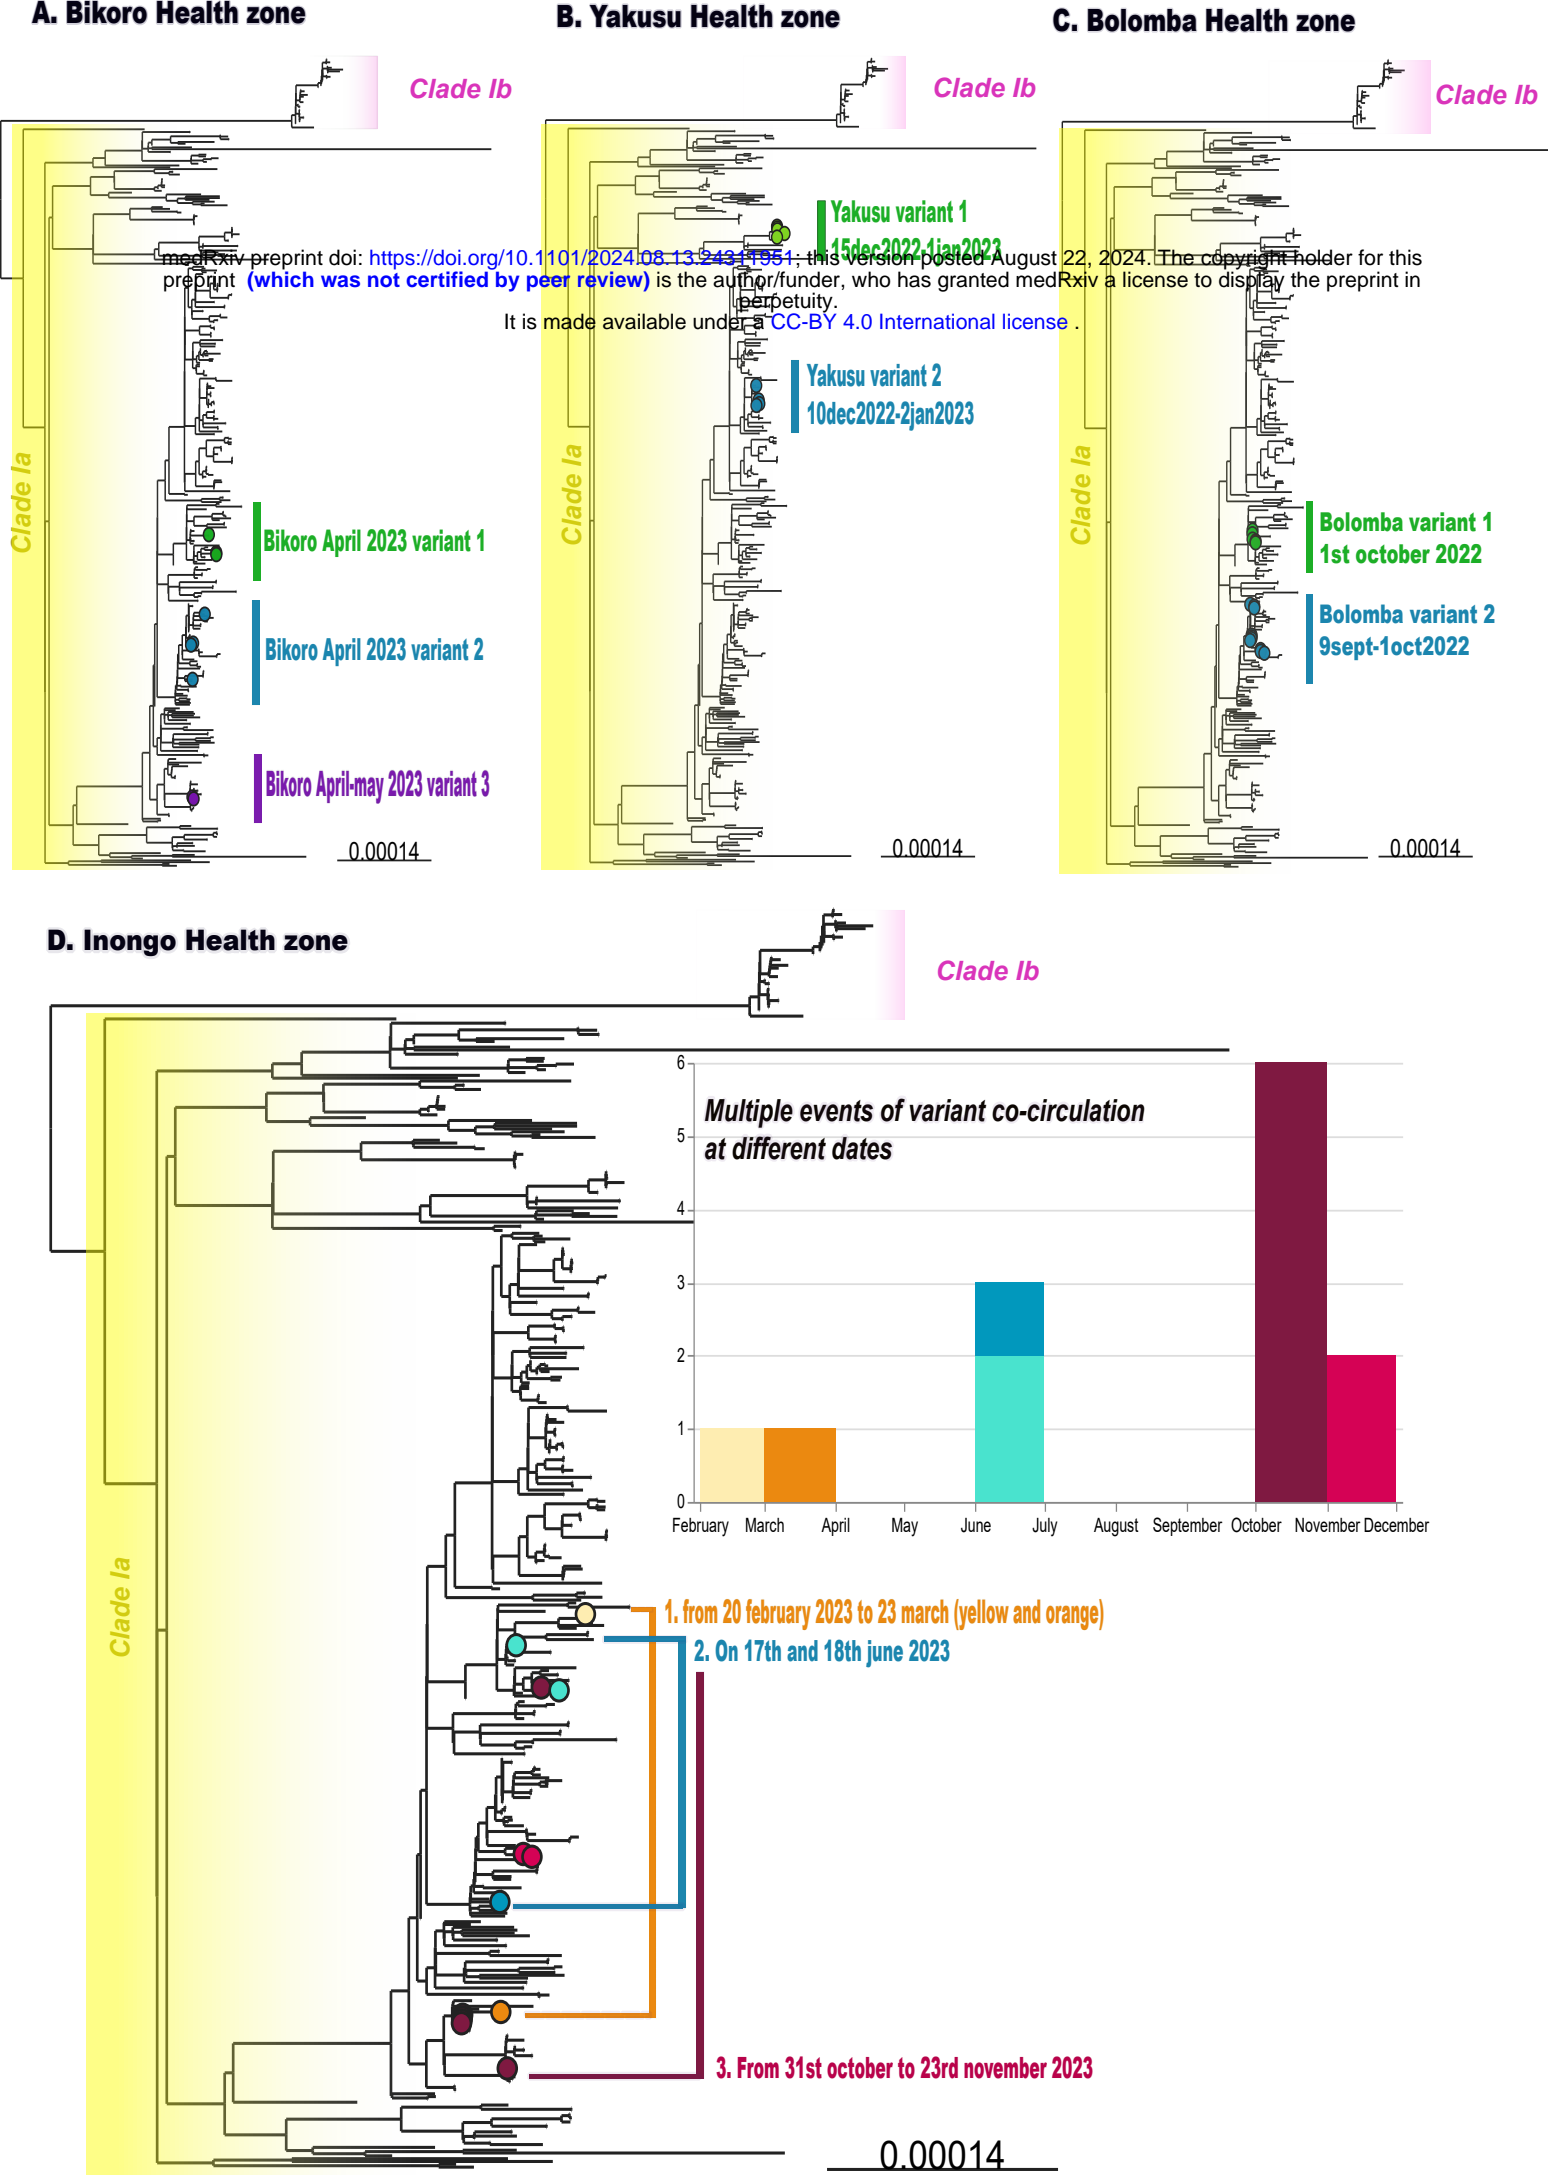 A. Bikoro Health zone
B. Yakusu Health zone
C. Bolomba Health zone
Clade Ib
Clade Ib
Clade Ib
Yakusu variant 1
15dec2022-1jan2023
medRxiv preprint doi: https://doi.org/10.1101/2024.08.13.24311951; this version posted August 22, 2024. The copyright holder for this
preprint (which was not certified by peer review) is the author/funder, who has granted medRxiv a license to display the preprint in
perpetuity.
It is made available under a CC-BY 4.0 International license .
Yakusu variant 2
10dec2022-2jan2023
Clade Ia
Clade Ia
Clade Ia
Bikoro April 2023 variant 1
Bolomba variant 1
1st october 2022
Bikoro April 2023 variant 2
Bolomba variant 2
9sept-1oct2022
Bikoro April-may 2023 variant 3
0.00014
0.00014
0.00014
D. Inongo Health zone
Clade Ib
Multiple events of variant co-circulation
at different dates
6
5
4
3
2
1
0
February March April May June July August September October November December
Clade Ia
1. from 20 february 2023 to 23 march (yellow and orange)
2. On 17th and 18th june 2023
3. From 31st october to 23rd november 2023
0.00014